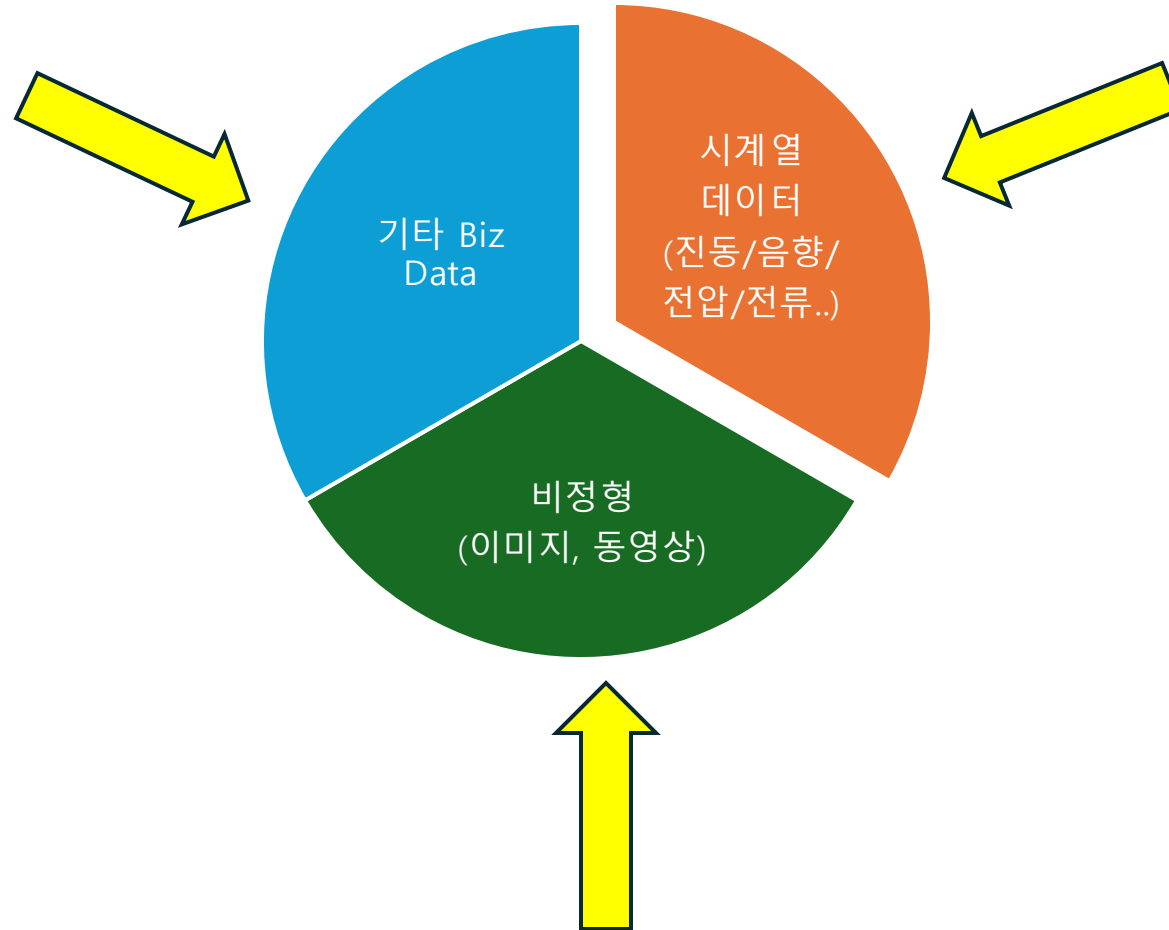 기타 Biz
Data
시계열
데이터
(진동/음향/
전압/전류..)
비정형
(이미지, 동영상)